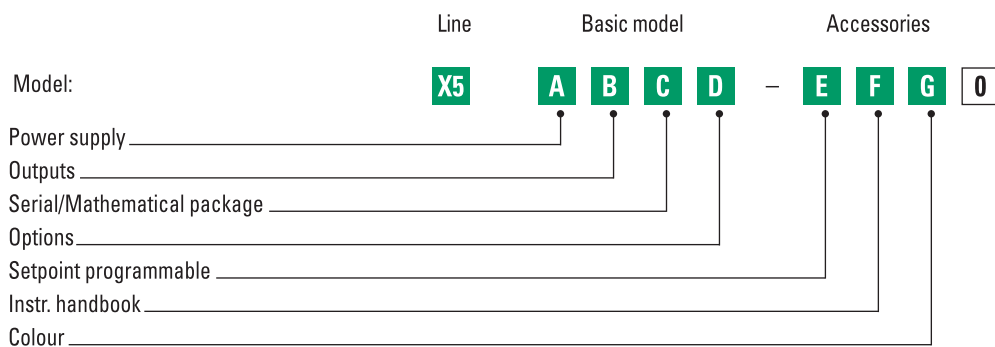 Line Basic model Accessories
Model: X5 A B C D – E F G 0
Power supply
Outputs
Serial/Mathematical package
Options
Setpoint programmable
Instr. handbook
Colour